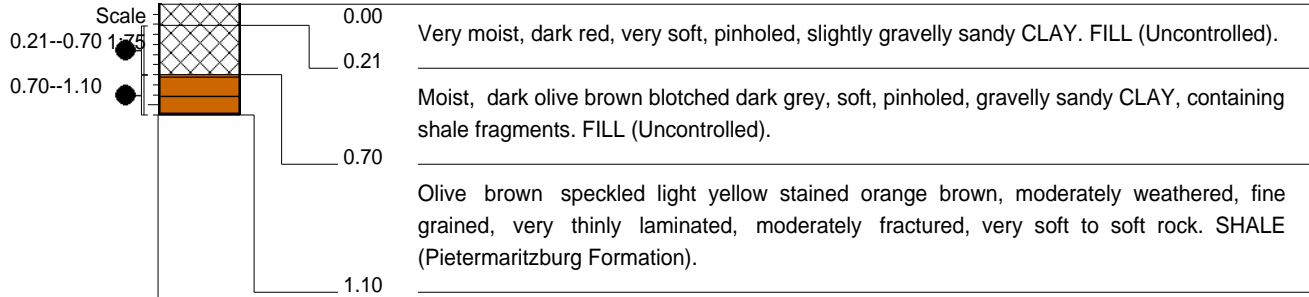 Scale
0.21--0.70 1:75
0.70--1.10
0.00
Very moist, dark red, very soft, pinholed, slightly gravelly sandy CLAY. FILL (Uncontrolled).
0.21
Moist, dark olive brown blotched dark grey, soft, pinholed, gravelly sandy CLAY, containing
shale fragments. FILL (Uncontrolled).
0.70
Olive brown speckled light yellow stained orange brown, moderately weathered, fine
grained, very thinly laminated, moderately fractured, very soft to soft rock. SHALE
(Pietermaritzburg Formation).
1.10